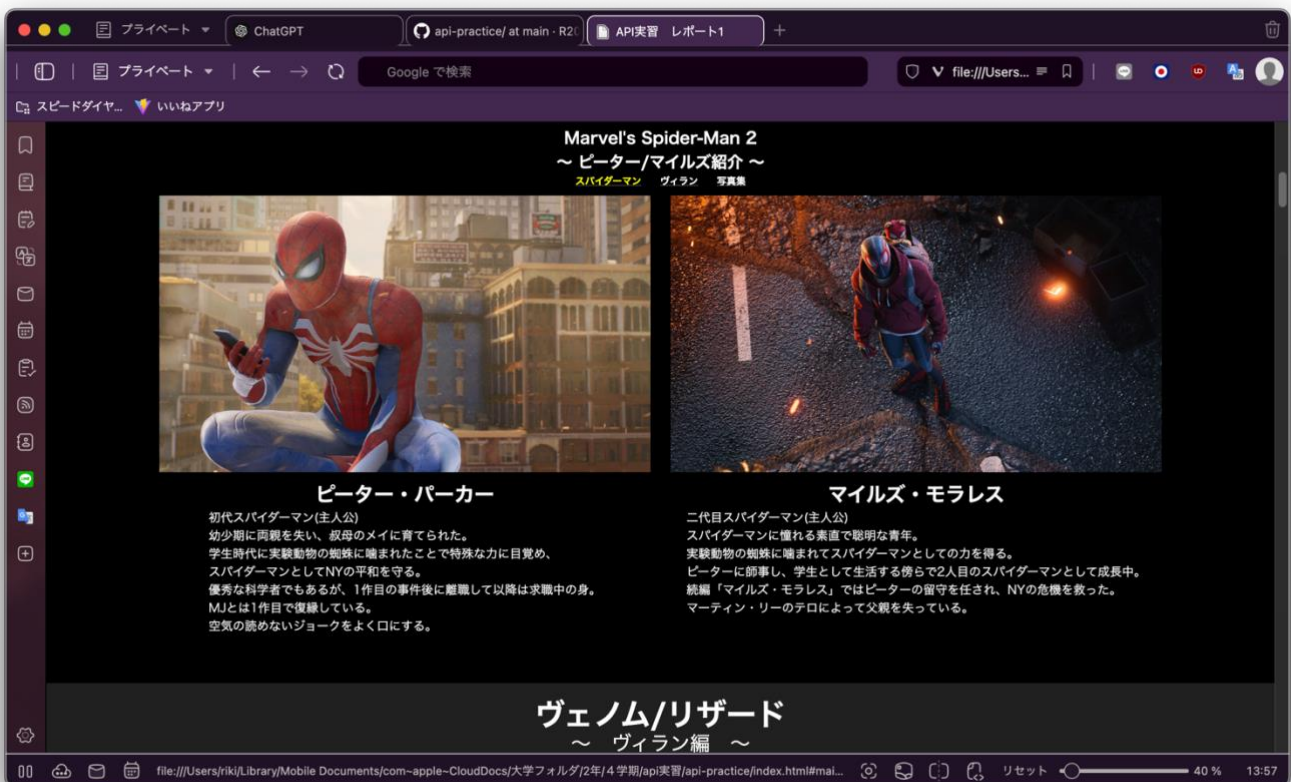 プライベート
ChatGPT
api-practice/ at main · R2
API実習　レポート1
プライベート
Google で検索
file:///Users...
スピードダイヤ...
いいねアプリ
Marvel's Spider-Man 2
～ ピーター/マイルズ紹介 ～
スパイダーマン　ヴィラン　写真集
ピーター・パーカー
初代スパイダーマン(主人公)
幼少期に両親を失い、叔母のメイに育てられた。
学生時代に実験動物の蜘蛛に噛まれたことで特殊な力に目覚め、
スパイダーマンとしてNYの平和を守る。
優秀な科学者でもあるが、1作目の事件後に離職して以降は求職中の身。
MJとは1作目で復縁している。
空気の読めないジョークをよく口にする。
マイルズ・モラレス
二代目スパイダーマン(主人公)
スパイダーマンに憧れる素直で聡明な青年。
実験動物の蜘蛛に噛まれてスパイダーマンとしての力を得る。
ピーターに師事し、学生として生活する傍らで2人目のスパイダーマンとして成長中。
続編「マイルズ・モラレス」ではピーターの留守を任され、NYの危機を救った。
マーティン・リーのテロによって父親を失っている。
ヴェノム/リザード
～　ヴィラン編　～
file:///Users/riki/Library/Mobile Documents/com~apple~CloudDocs/大学フォルダ/2年/４学期/api実習/api-practice/index.html#mai...
リセット
40 %
13:57